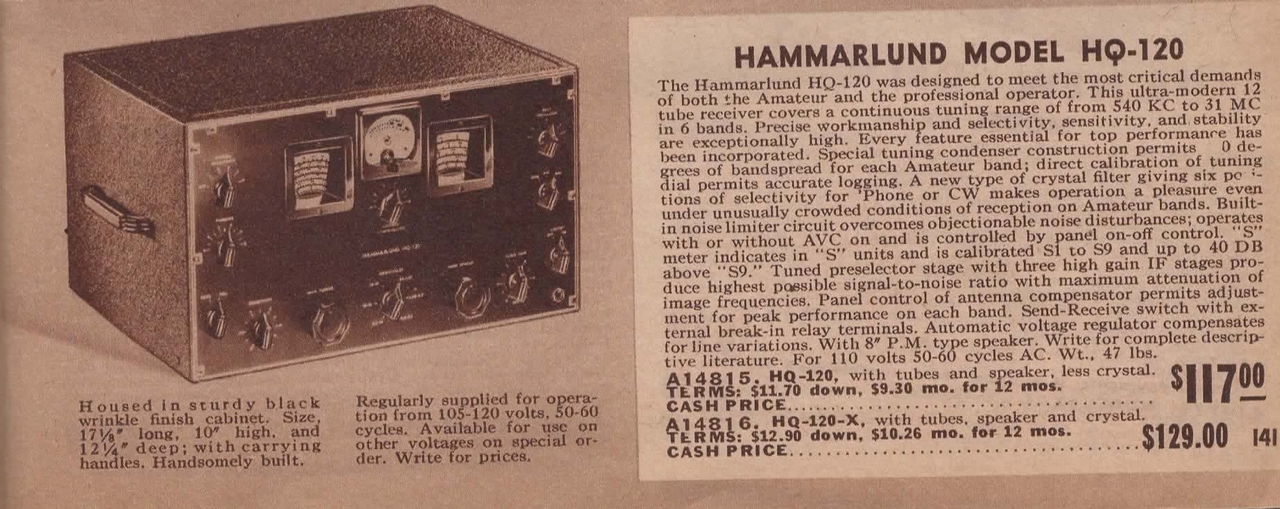 HAMMARLUND MODEL HQ-120
The Hammarlund HQ-120 was designed to meet the most critical demands
of both the Amateur and the professional operator. This ultra-modern 12
tube receiver covers a continuous tuning range of from 540 KC to 31 MC
in 6 bands. Precise workmanship and selectivity, sensitivity, and stability
are exceptionally high. Every feature essential for top performance has
been incorporated. Special tuning condenser construction permits 0 de-
grees of bandspread for each Amateur band; direct calibration of tuning
dial permits accurate logging. A new type of crystal filter giving six
tions of selectivity for 'Phone or CW makes operation a pleasure even
under unusually crowded conditions of reception on Amateur bands. Built-
in noise limiter circuit overcomes objectionable noise disturbances; operates
with or without AVC on and is controlled by panel on-off control. "S"
meter indicates in "S" units and is calibrated S1 to S9 and up to 40 DB
above "S9." Tuned preselector stage with three high gain IF stages pro-
duce highest possible signal-to-noise ratio with maximum attenuation of
image frequencies. Panel control of antenna compensator permits adjust-
ment for peak performance on each band. Send-Receive switch with ex-
ternal break-in relay terminals. Automatic voltage regulator compensates
for line variations. With 8" P.M. type speaker. Write for complete descrip-
tive literature. For 110 volts 50-60 cycles AC. Wt., 47 lbs.
A14815. HQ-120, with tubes and speaker, less crystal.
TERMS: $11.70 down, $9.30 mo. for 12 mos.
CASH PRICE........................................ $117.00
A14816. HQ-120-X, with tubes, speaker and crystal.
TERMS: $12.90 down, $10.26 mo. for 12 mos.
CASH PRICE........................................ $129.00
141
HAMMARLUND HQ-120
Housed in sturdy black
wrinkle finish cabinet. Size,
17⅛" long, 10" high, and
12¼" deep; with carrying
handles. Handsomely built.
Regularly supplied for opera-
tion from 105-120 volts, 50-60
cycles. Available for use on
other voltages on special or-
der. Write for prices.